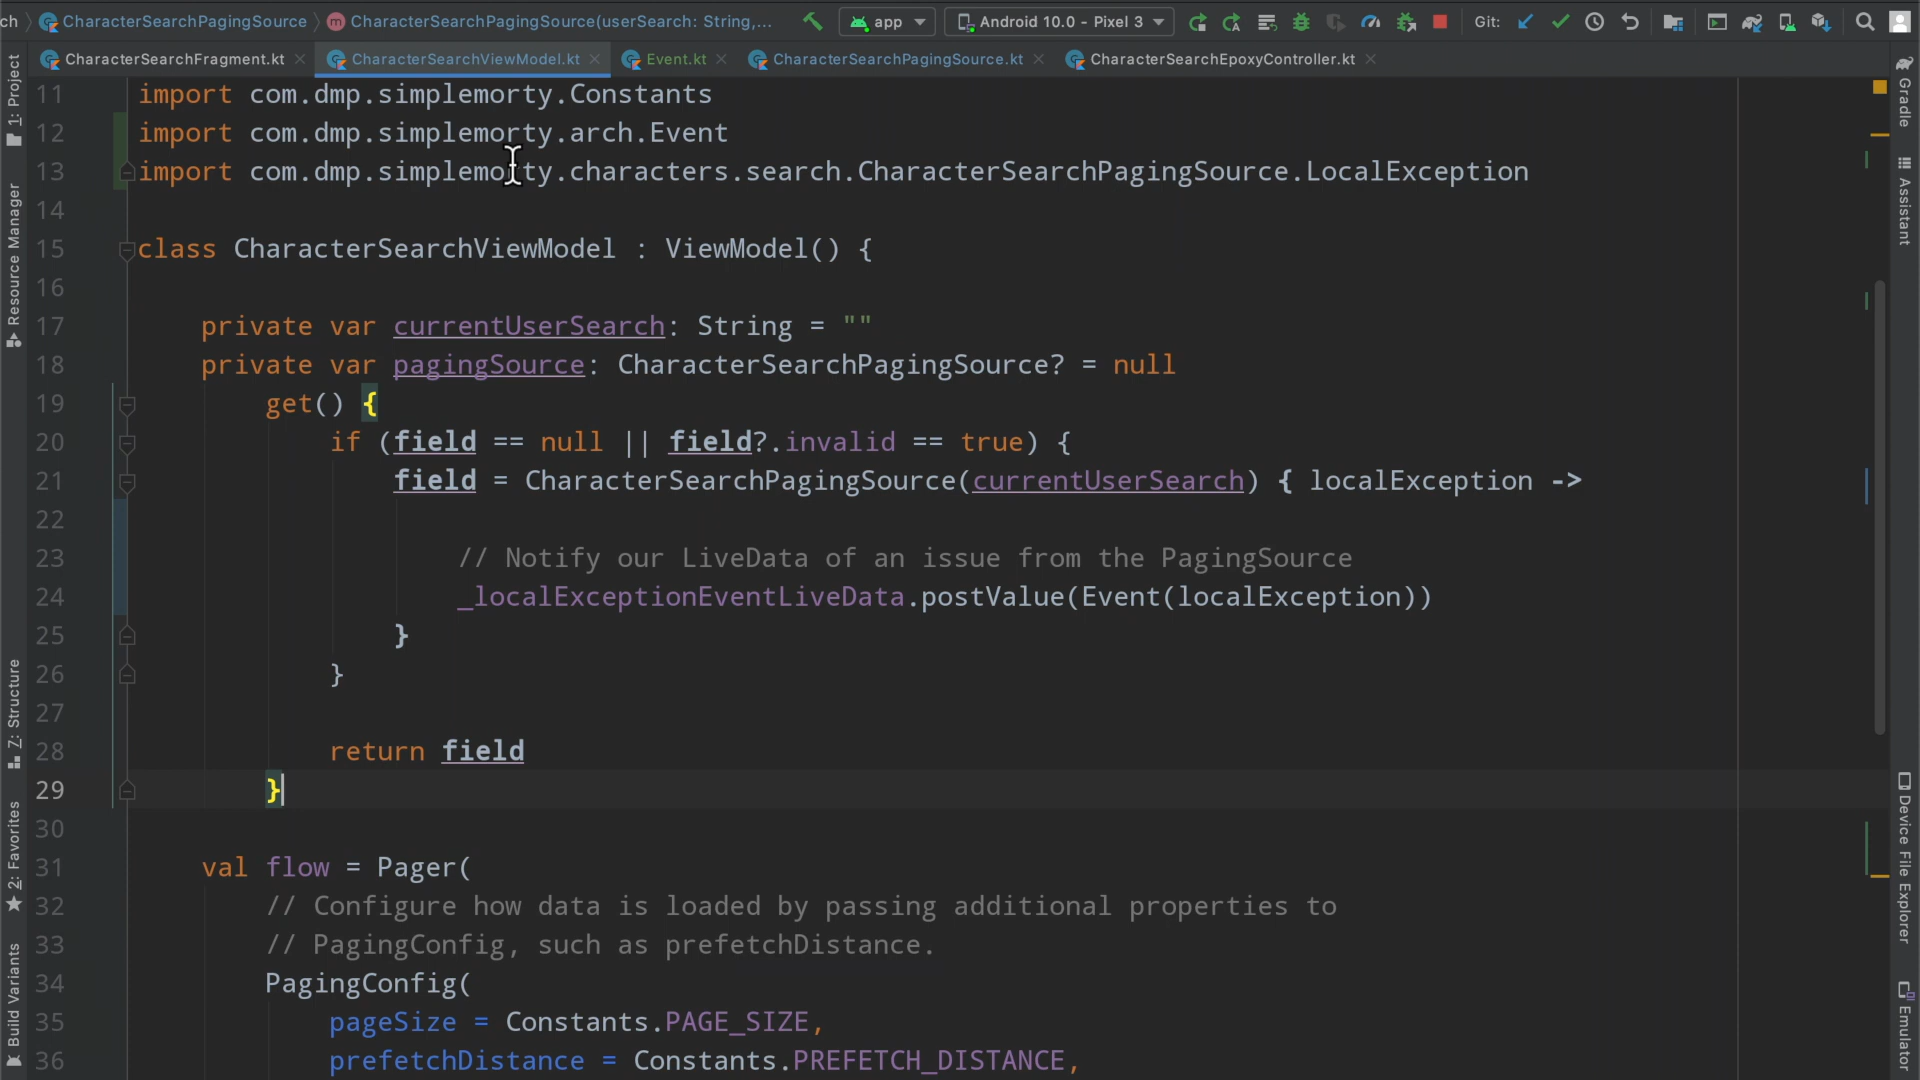 ch CharacterSearchPagingSource CharacterSearchPagingSource(userSearch: String,... app Android 10.0 - Pixel 3 Git:
CharacterSearchFragment.kt CharacterSearchViewModel.kt Event.kt CharacterSearchPagingSource.kt CharacterSearchEpoxyController.kt
1: Project
Resource Manager
Z: Structure
2: Favorites
Build Variants
11 import com.dmp.simplemorty.Constants
12 import com.dmp.simplemorty.arch.Event
13 import com.dmp.simplemorty.characters.search.CharacterSearchPagingSource.LocalException
14
15 class CharacterSearchViewModel : ViewModel() {
16
17 private var currentUserSearch: String = ""
18 private var pagingSource: CharacterSearchPagingSource? = null
19 get() {
20 if (field == null || field?.invalid == true) {
21 field = CharacterSearchPagingSource(currentUserSearch) { localException ->
22
23 // Notify our LiveData of an issue from the PagingSource
24 _localExceptionEventLiveData.postValue(Event(localException))
25 }
26 }
27
28 return field
29 }
30
31 val flow = Pager(
32 // Configure how data is loaded by passing additional properties to
33 // PagingConfig, such as prefetchDistance.
34 PagingConfig(
35 pageSize = Constants.PAGE_SIZE,
36 prefetchDistance = Constants.PREFETCH_DISTANCE,
Gradle
Assistant
Device File Explorer
Emulator